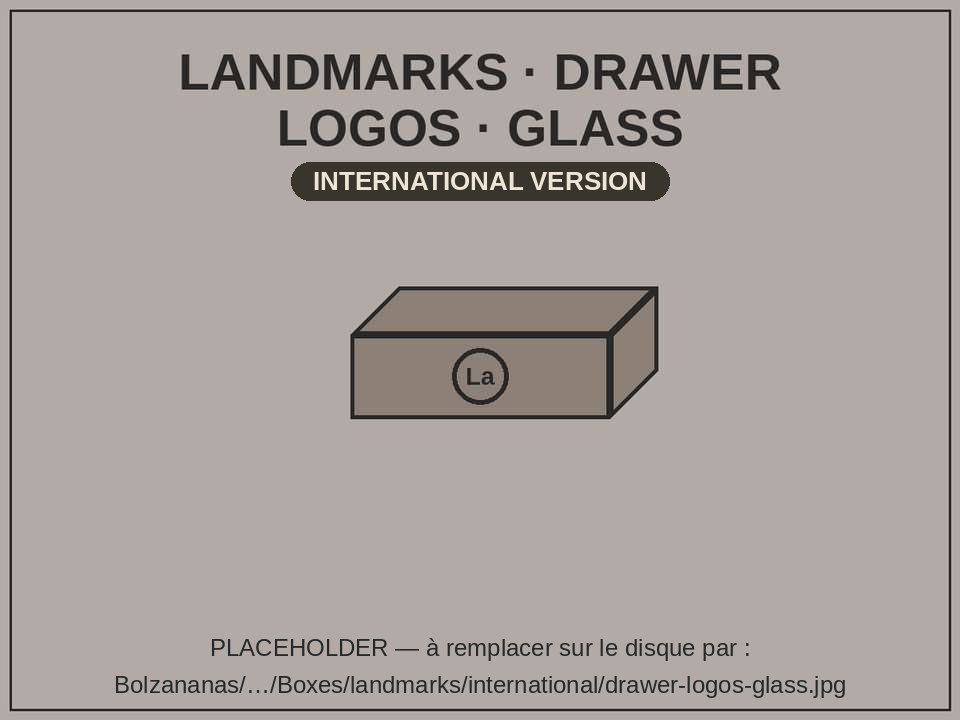 LANDMARKS · DRAWER
LOGOS · GLASS
INTERNATIONAL VERSION
La
PLACEHOLDER — à remplacer sur le disque par :
Bolzananas/…/Boxes/landmarks/international/drawer-logos-glass.jpg